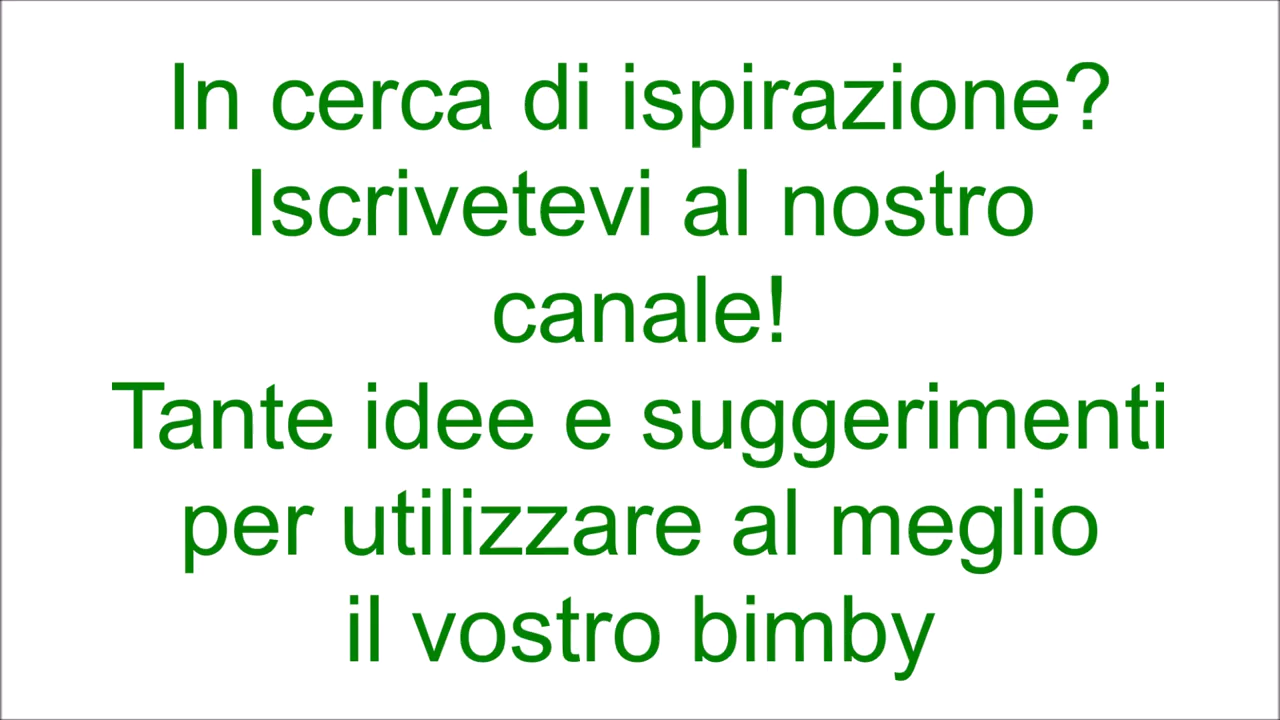 In cerca di ispirazione?
Iscrivetevi al nostro
canale!
Tante idee e suggerimenti
per utilizzare al meglio
il vostro bimby